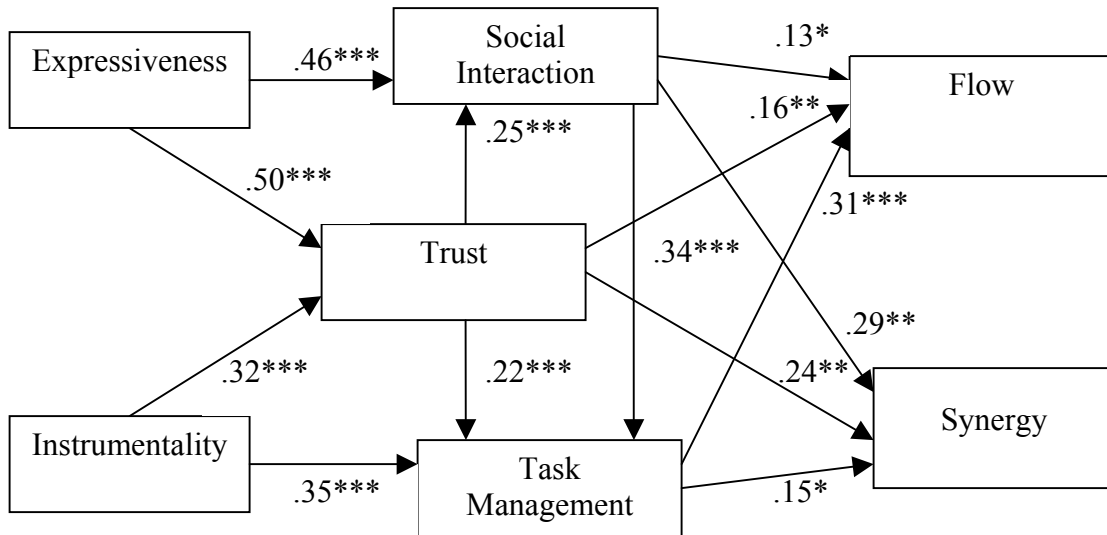 Expressiveness
.46***
Social
Interaction
.13*
Flow
.16**
.25***
.50***
.31***
Trust
.34***
.29**
.32***
.22***
.24**
Instrumentality
.35***
Task
Management
.15*
Synergy